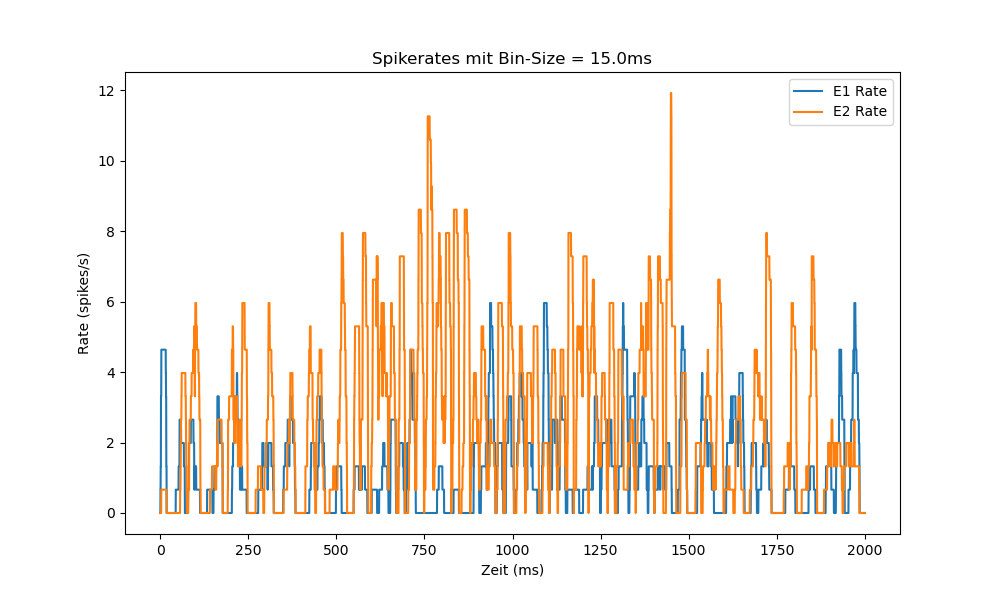 Spikerates mit Bin-Size = 15.0ms
E1 Rate
E2 Rate
Rate (spikes/s)
12
10
8
6
4
2
0
0 250 500 750 1000 1250 1500 1750 2000
Zeit (ms)